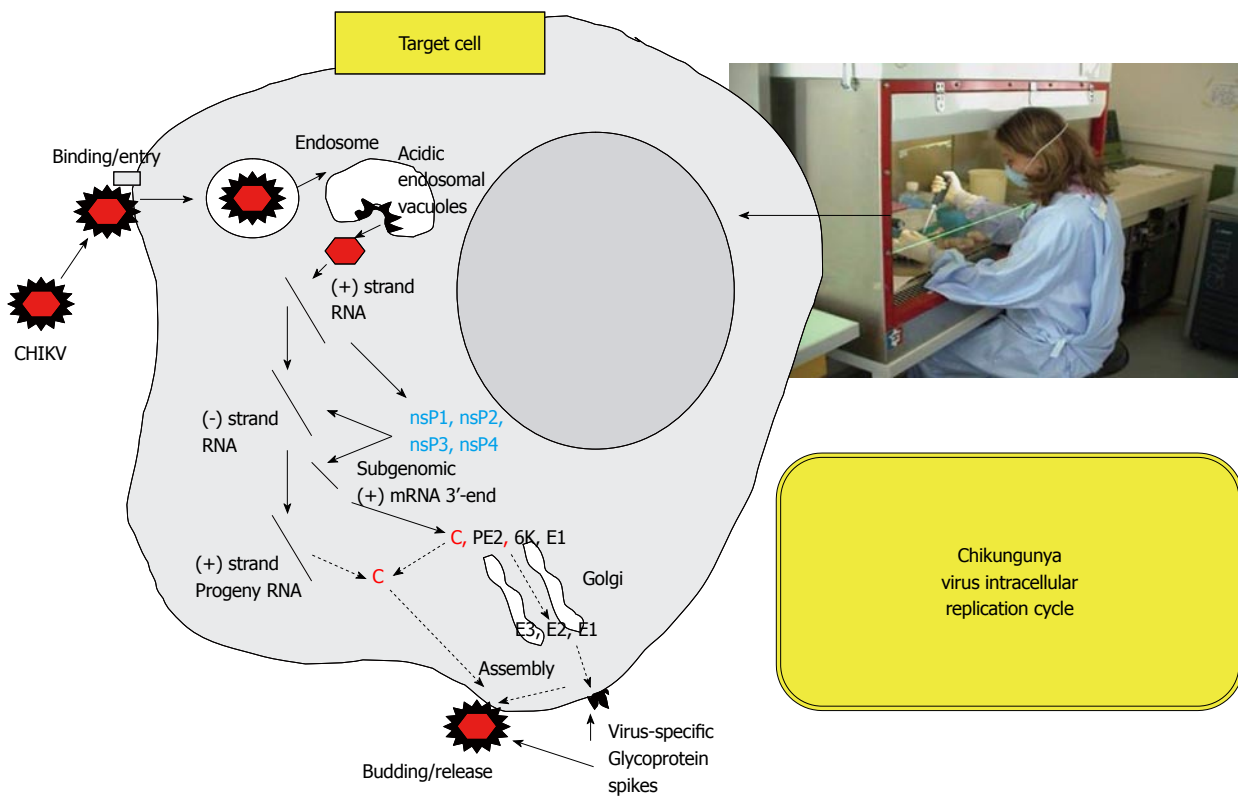 Target cell
Binding/entry
Endosome
Acidic
endosomal
vacuoles
(+) strand
RNA
CHIKV
(-) strand
RNA
nsP1, nsP2,
nsP3, nsP4
Subgenomic
(+) mRNA 3′-end
C, PE2, 6K, E1
(+) strand
Progeny RNA
C
Golgi
E3, E2, E1
Assembly
Virus-specific
Glycoprotein
spikes
Budding/release
Chikungunya
virus intracellular
replication cycle